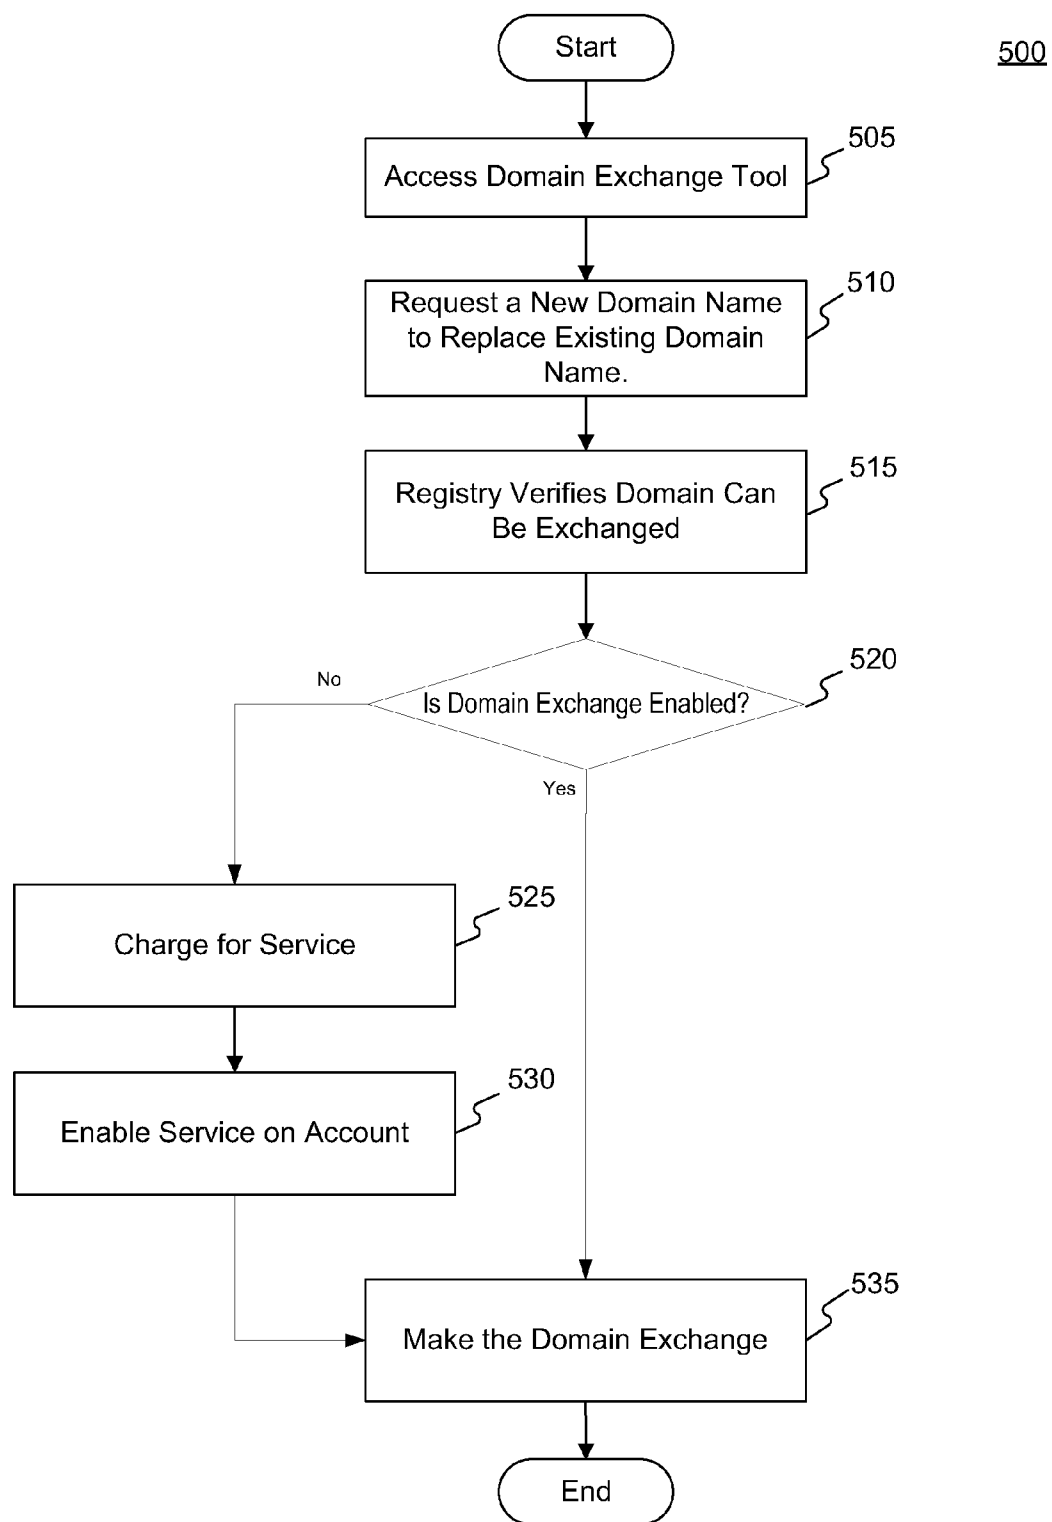 Start
500
505
Access Domain Exchange Tool
510
Request a New Domain Name
to Replace Existing Domain
Name.
515
Registry Verifies Domain Can
Be Exchanged
520
No
Is Domain Exchange Enabled?
Yes
525
Charge for Service
530
Enable Service on Account
535
Make the Domain Exchange
End